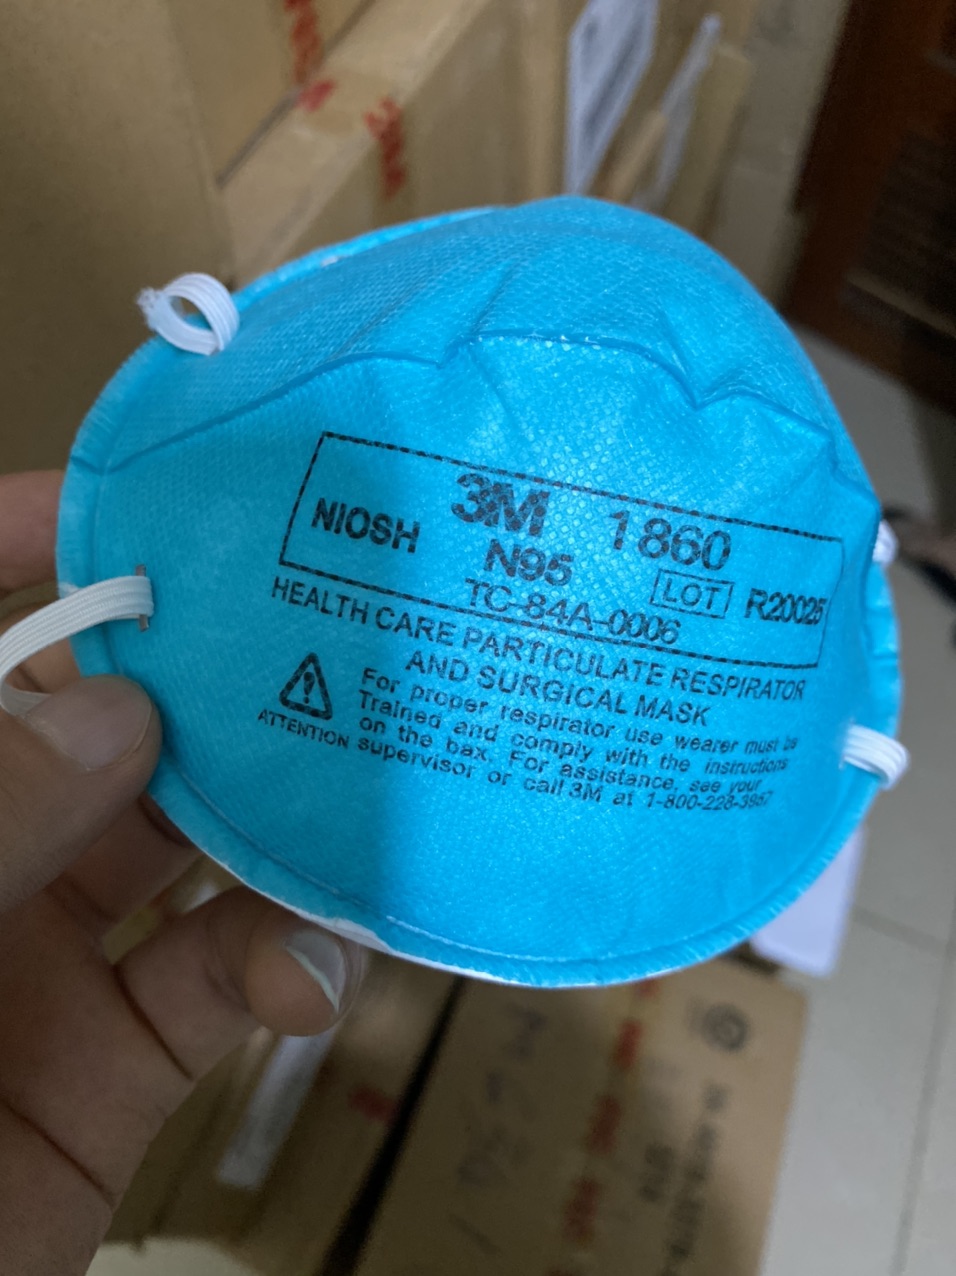 3M
NIOSH
1860
N95
LOT R20025
TC-84A-0006
HEALTH CARE PARTICULATE RESPIRATOR
AND SURGICAL MASK
For proper respirator use wearer must be
Trained and comply with the instructions
on the bax. For assistance, see your
ATTENTION supervisor or call 3M at 1-800-228-3957